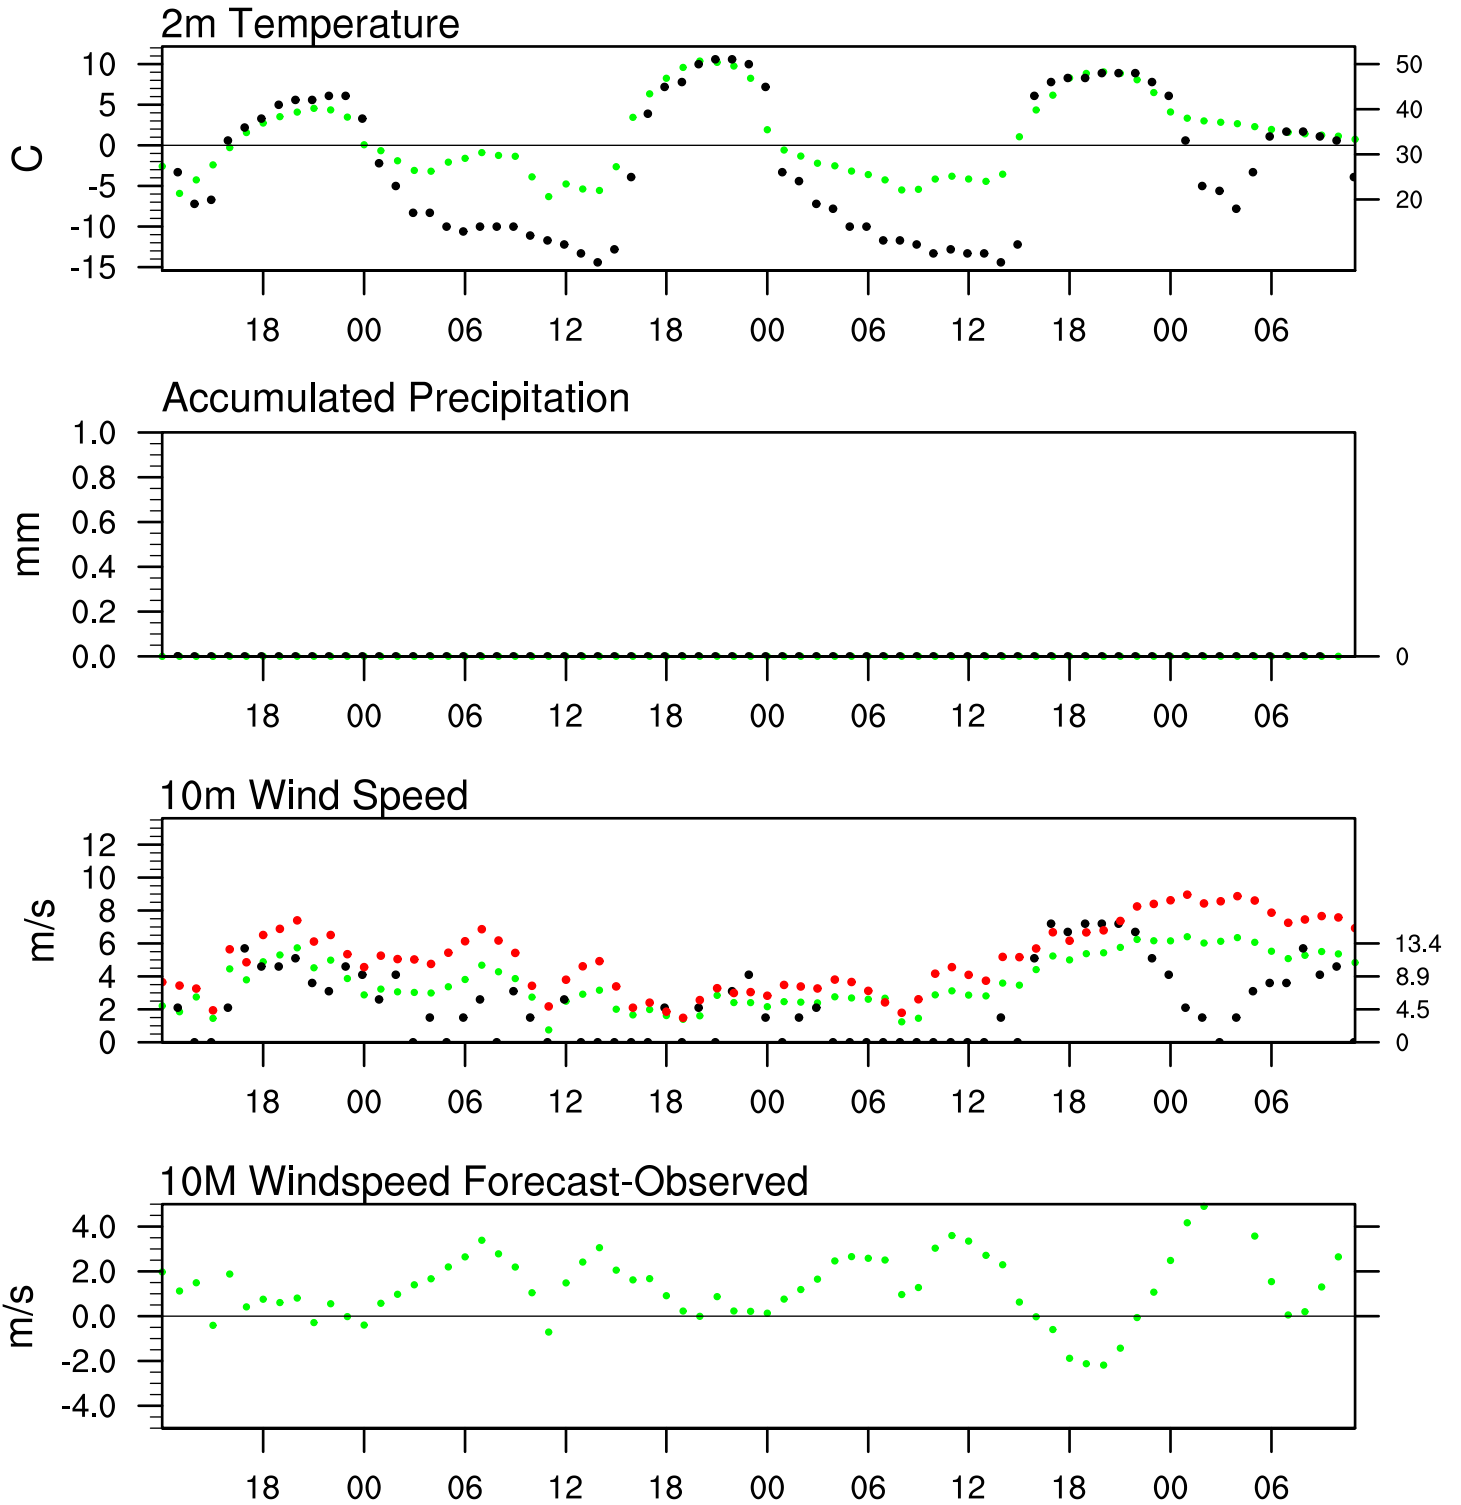 2m Temperature
10 50
5 40
0
C
-5 30
-10 20
-15
18 00 06 12 18 00 06 12 18 00 06
Accumulated Precipitation
1.0
0.8
0.6
mm
0.4
0.2
0.0 0
18 00 06 12 18 00 06 12 18 00 06
10m Wind Speed
12
10
8
m/s
6 13.4
4 8.9
2 4.5
0 0
18 00 06 12 18 00 06 12 18 00 06
10M Windspeed Forecast-Observed
4.0
2.0
m/s
0.0
-2.0
-4.0
18 00 06 12 18 00 06 12 18 00 06